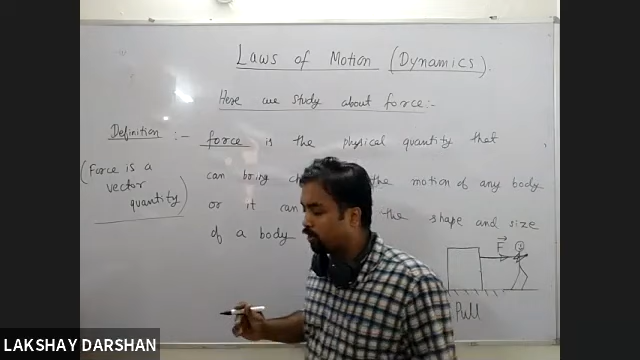 Laws of Motion (Dynamics).
Here we study about force:-
Definition :- force is the physical quantity that
(Force is a vector quantity)
can bring the motion of any body
or it can the shape and size
of a body
F
Pull
LAKSHAY DARSHAN